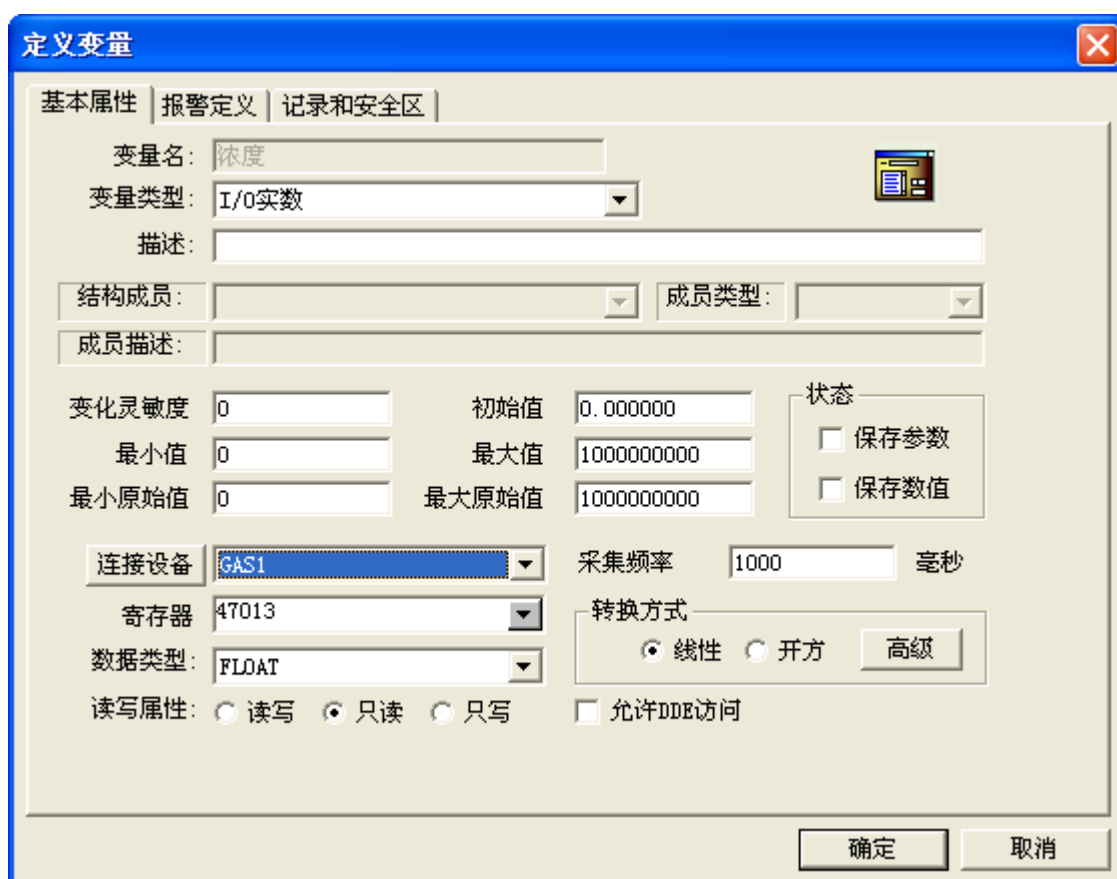 定义变量
基本属性 报警定义 记录和安全区
变量名: 浓度
变量类型: I/O实数
描述:
结构成员: 成员类型:
成员描述:
变化灵敏度 0 初始值 0.000000 状态
保存参数
最小值 0 最大值 1000000000
最小原始值 0 最大原始值 1000000000 保存数值
连接设备 GAS1 采集频率 1000 毫秒
寄存器 47013 转换方式
线性 开方 高级
数据类型: FLOAT
读写属性: 读写 只读 只写 允许DDE访问
确定 取消